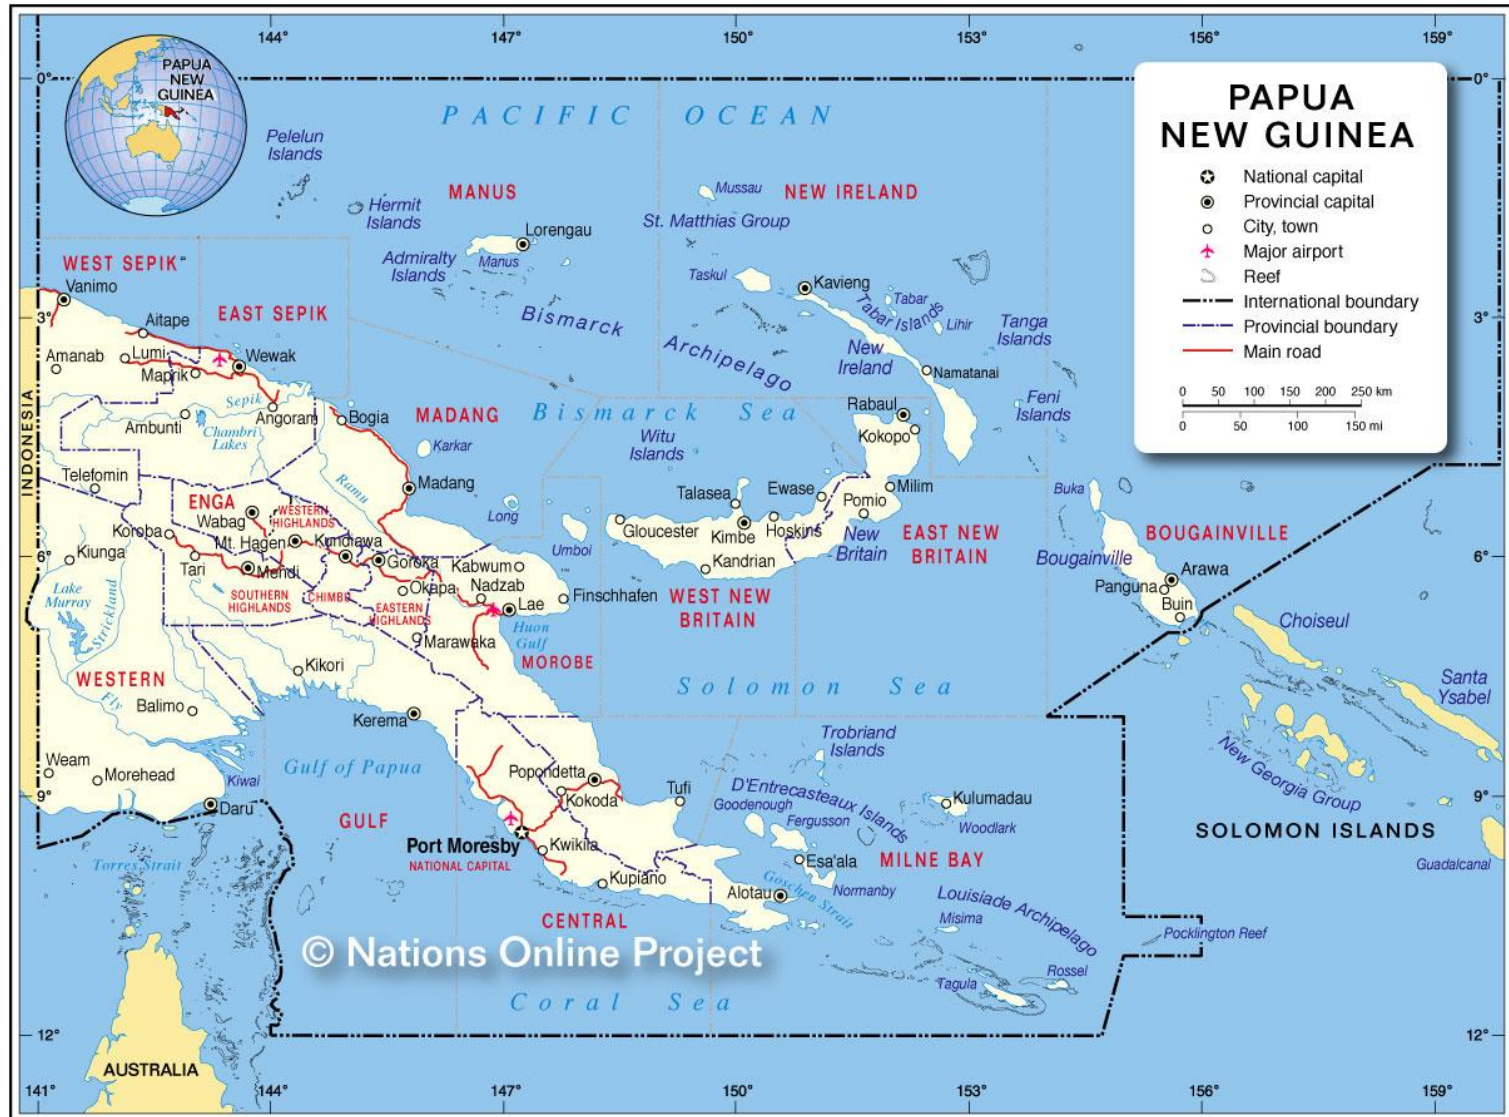 144°
147°
150°
153°
156°
159°
0°
0°
PAPUA
NEW
GUINEA
PACIFIC OCEAN
PAPUA
NEW GUINEA
National capital
Provincial capital
City, town
Major airport
Reef
International boundary
Provincial boundary
Main road
0 50 100 150 200 250 km
0 50 100 150 mi
Pelelun
Islands
Hermit
Islands
MANUS
Lorengau
Manus
Admiralty
Islands
Mussau
NEW IRELAND
St. Matthias Group
Taskul
Kavieng
Tabar
Tabar Islands
Lihir
Tanga
Islands
New
Ireland
Namatanai
Feni
Islands
Bismarck Archipelago
Bismarck Sea
WEST SEPIK
Vanimo
EAST SEPIK
3°
3°
Aitape
Amanab
Lumi
Maprik
Wewak
Sepik
Ambunti
Chambri
Lakes
Angoram
Bogia
MADANG
Karkar
INDONESIA
Telefomin
Ramu
Madang
Witu
Islands
Rabaul
Kokopo
Talasea
Ewase
Pomio
Milim
Gloucester
Kimbe
Hoskins
Kandrian
New
Britain
EAST NEW
BRITAIN
WEST NEW
BRITAIN
Long
Umboi
ENGA
Wabag
WESTERN
HIGHLANDS
Koroba
Mt. Hagen
Kundiawa
Goroka
6°
6°
Kiunga
Tari
Mendi
Okapa
Kabwum
Nadzab
Lae
Finschhafen
SOUTHERN
HIGHLANDS
CHIMBU
EASTERN
HIGHLANDS
Lake
Murray
Strickland
Marawaka
Huon
Gulf
MOROBE
Buka
BOUGAINVILLE
Bougainville
Arawa
Panguna
Buin
Choiseul
Santa
Ysabel
Solomon Sea
WESTERN
Kikori
Fly
Balimo
Kerema
Weam
Morehead
Kiwai
Gulf of Papua
Daru
9°
9°
GULF
Popondetta
Kokoda
Tufi
Port Moresby
NATIONAL CAPITAL
Kwikila
Kupiano
Trobriand
Islands
D'Entrecasteaux Islands
Goodenough
Fergusson
Kulumadau
Woodlark
Esa'ala
MILNE BAY
Normanby
Alotau
Goschen Strait
Louisiade Archipelago
Misima
Rossel
Tagula
Pocklington Reef
New Georgia Group
SOLOMON ISLANDS
Guadalcanal
Torres Strait
CENTRAL
© Nations Online Project
Coral Sea
12°
12°
AUSTRALIA
141°
144°
147°
150°
153°
156°
159°